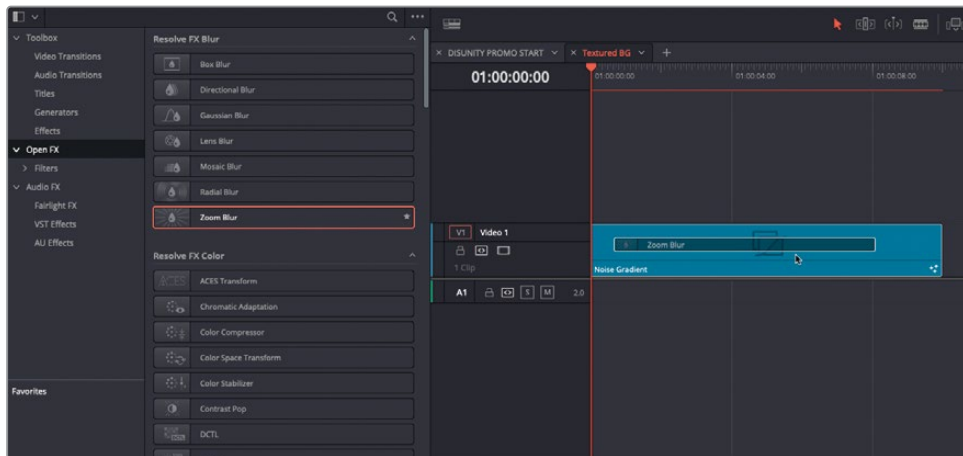 Toolbox
Video Transitions
Audio Transitions
Titles
Generators
Effects
Open FX
Filters
Audio FX
Fairlight FX
VST Effects
AU Effects
Favorites
Resolve FX Blur
Box Blur
Directional Blur
Gaussian Blur
Lens Blur
Mosaic Blur
Radial Blur
Zoom Blur
Resolve FX Color
ACES Transform
Chromatic Adaptation
Color Compressor
Color Space Transform
Color Stabilizer
Contrast Pop
DCTL
DISUNITY PROMO START
Textured BG
01:00:00:00
01:00:00:00
01:00:04:00
01:00:08:00
V1 Video 1
1 Clip
Zoom Blur
Noise Gradient
A1 S M 2.0